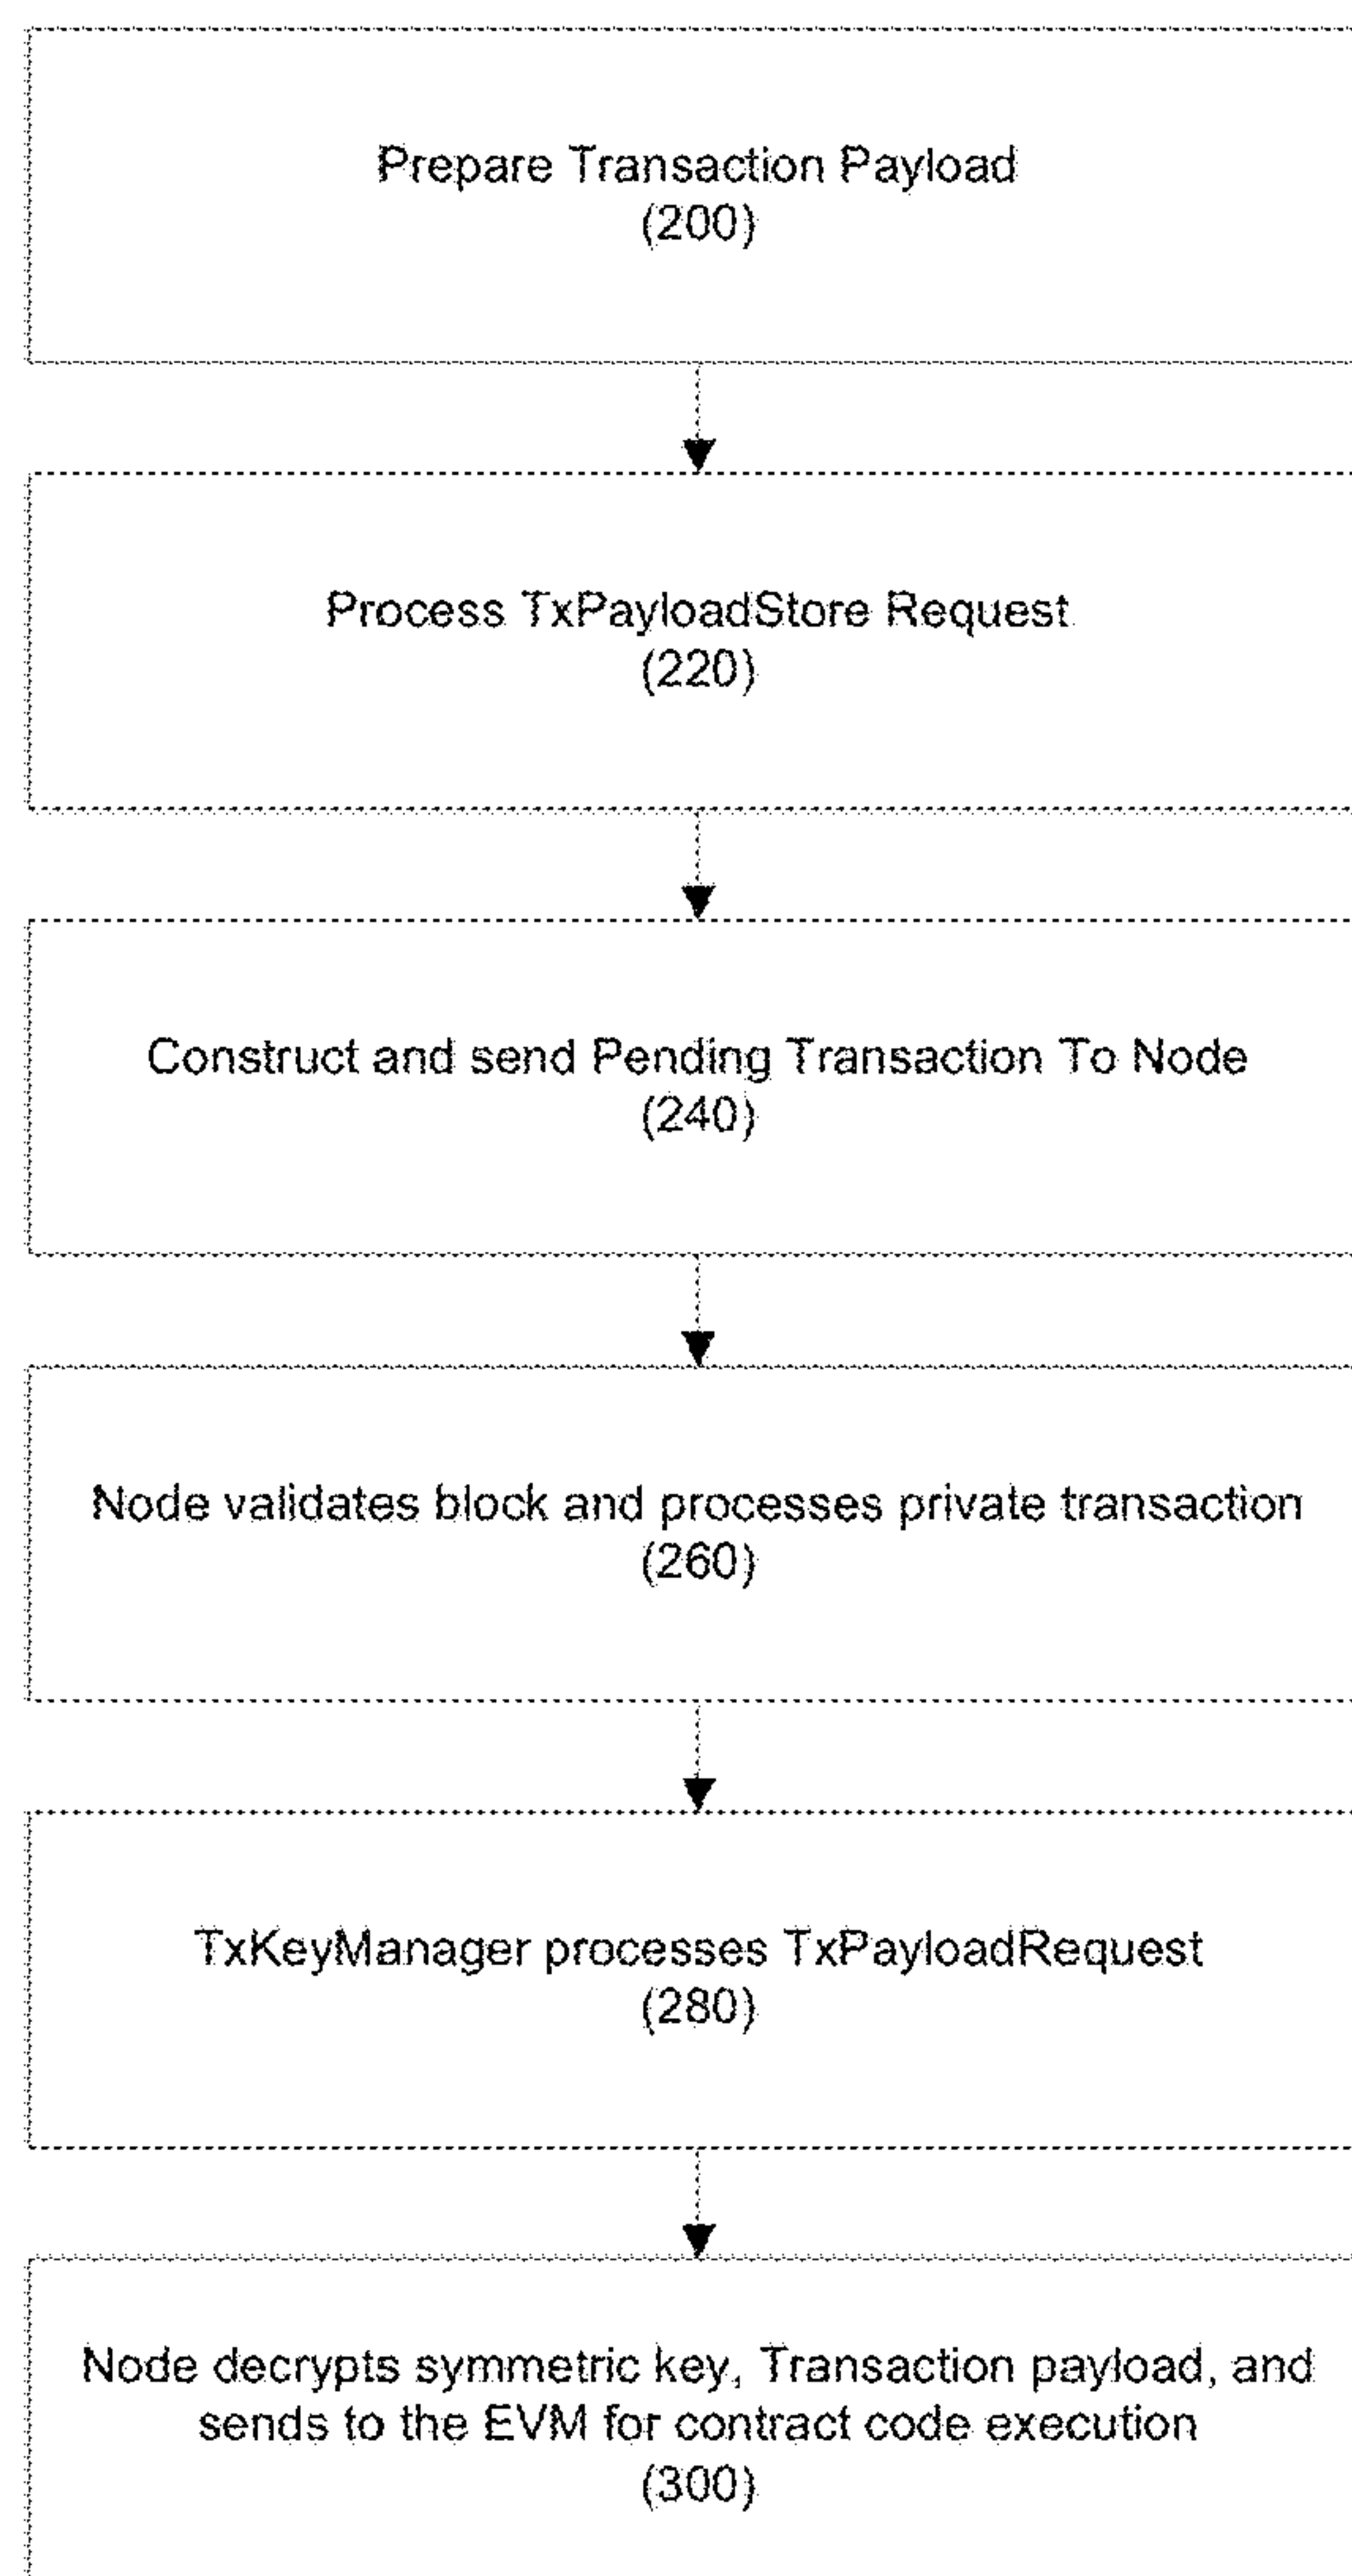 Prepare Transaction Payload
(200)
Process TxPayloadStore Request
(220)
Construct and send Pending Transaction To Node
(240)
Node validates block and processes private transaction
(260)
TxKeyManager processes TxPayloadRequest
(280)
Node decrypts symmetric key, Transaction payload, and
sends to the EVM for contract code execution
(300)